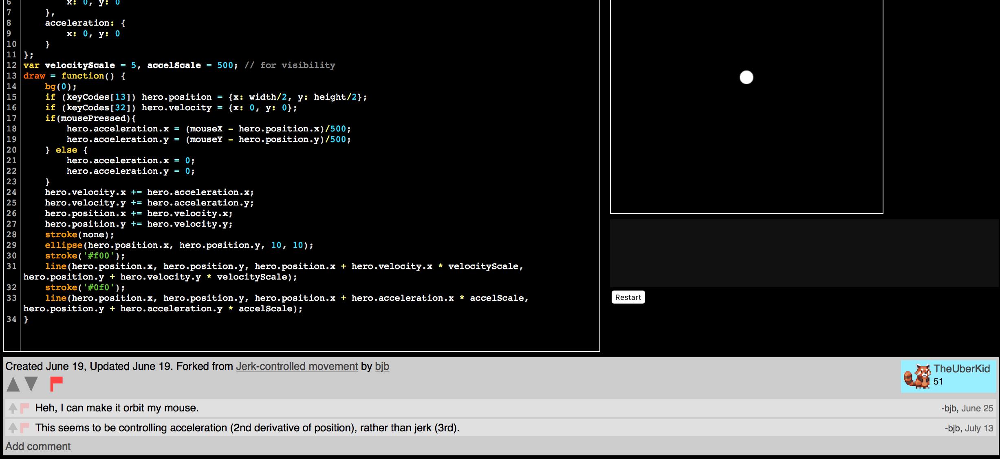 6 x: 0, y: 0
7 },
8 acceleration: {
9 x: 0, y: 0
10 }
11 };
12 var velocityScale = 5, accelScale = 500; // for visibility
13 draw = function() {
14 bg(0);
15 if (keyCodes[13]) hero.position = {x: width/2, y: height/2};
16 if (keyCodes[32]) hero.velocity = {x: 0, y: 0};
17 if(mousePressed){
18 hero.acceleration.x = (mouseX - hero.position.x)/500;
19 hero.acceleration.y = (mouseY - hero.position.y)/500;
20 } else {
21 hero.acceleration.x = 0;
22 hero.acceleration.y = 0;
23 }
24 hero.velocity.x += hero.acceleration.x;
25 hero.velocity.y += hero.acceleration.y;
26 hero.position.x += hero.velocity.x;
27 hero.position.y += hero.velocity.y;
28 stroke(none);
29 ellipse(hero.position.x, hero.position.y, 10, 10);
30 stroke('#f00');
31 line(hero.position.x, hero.position.y, hero.position.x + hero.velocity.x * velocityScale,
hero.position.y + hero.velocity.y * velocityScale);
32 stroke('#0f0');
33 line(hero.position.x, hero.position.y, hero.position.x + hero.acceleration.x * accelScale,
hero.position.y + hero.acceleration.y * accelScale);
34 }
Restart
Created June 19, Updated June 19. Forked from Jerk-controlled movement by bjb
TheUberKid
51
Heh, I can make it orbit my mouse. -bjb, June 25
This seems to be controlling acceleration (2nd derivative of position), rather than jerk (3rd). -bjb, July 13
Add comment